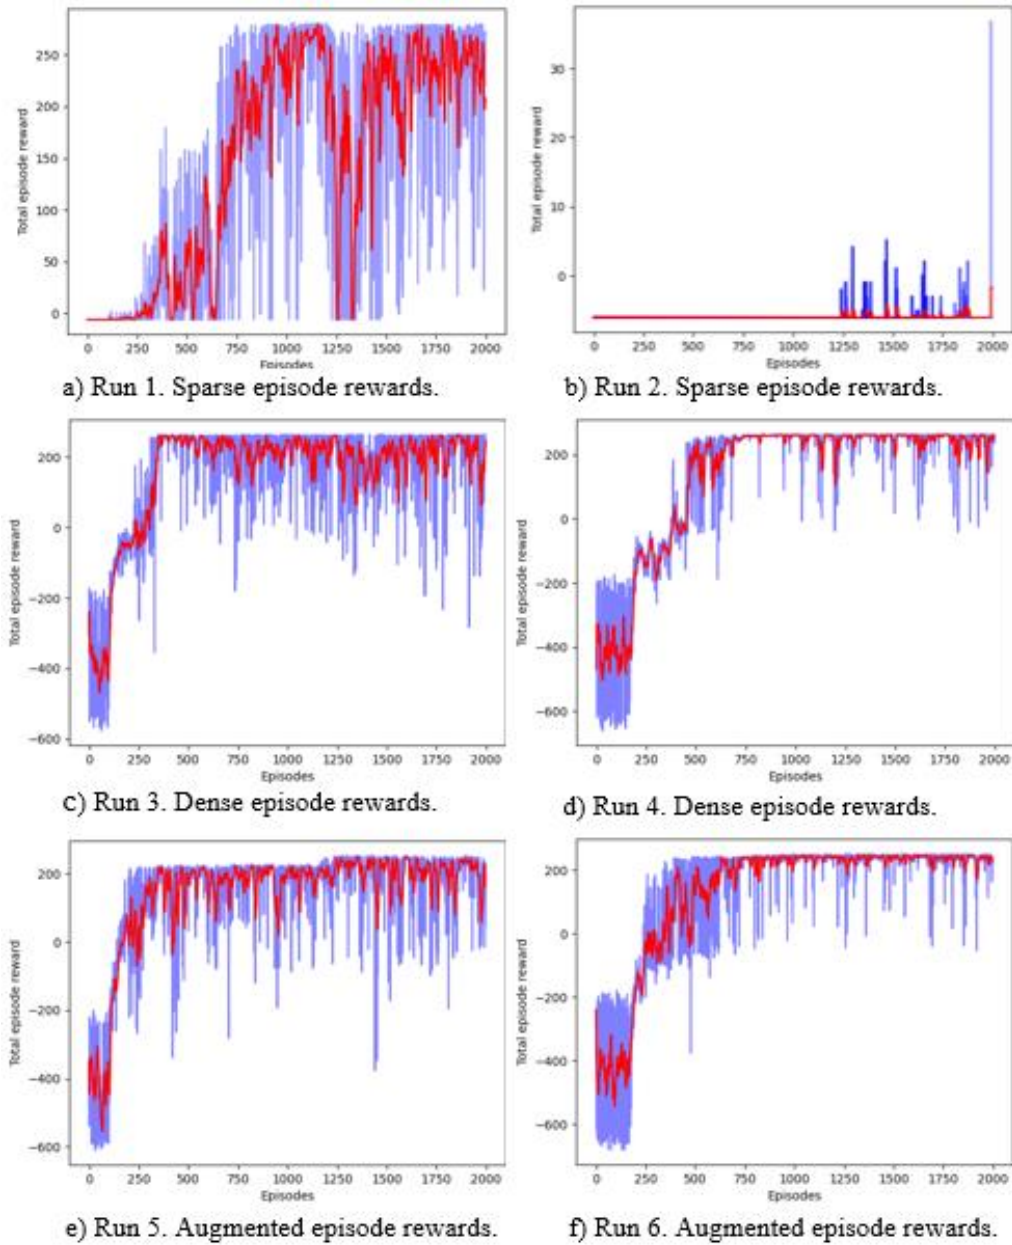 Total episode reward
250
200
150
100
50
0
0 250 500 750 1000 1250 1500 1750 2000
Episodes
a) Run 1. Sparse episode rewards.
Total episode reward
30
20
10
0
0 250 500 750 1000 1250 1500 1750 2000
Episodes
b) Run 2. Sparse episode rewards.
Total episode reward
200
0
−200
−400
−600
0 250 500 750 1000 1250 1500 1750 2000
Episodes
c) Run 3. Dense episode rewards.
Total episode reward
200
0
−200
−400
−600
0 250 500 750 1000 1250 1500 1750 2000
Episodes
d) Run 4. Dense episode rewards.
Total episode reward
200
0
−200
−400
−600
0 250 500 750 1000 1250 1500 1750 2000
Episodes
e) Run 5. Augmented episode rewards.
Total episode reward
200
0
−200
−400
−600
0 250 500 750 1000 1250 1500 1750 2000
Episodes
f) Run 6. Augmented episode rewards.